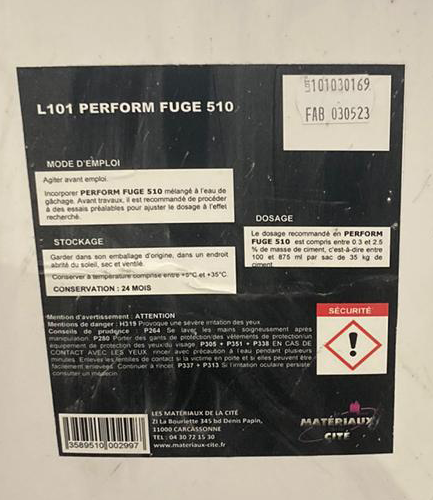 LOT 101030169
FAB 030523
L101 PERFORM FUGE 510
MODE D'EMPLOI
Agiter avant emploi.
Incorporer PERFORM FUGE 510 mélangé à l'eau de
gâchage. Avant travaux, il est recommandé de procéder
à des essais préalables pour ajuster le dosage à l'effet
recherché.
DOSAGE
Le dosage recommandé en PERFORM
FUGE 510 est compris entre 0.3 et 2.5
% de masse de ciment, c'est-à-dire entre
100 et 875 ml par sac de 35 kg de
ciment.
STOCKAGE
Garder dans son emballage d'origine, dans un endroit
abrité du soleil, sec et ventilé.
Conserver à température comprise entre +5°C et +35°C.
CONSERVATION : 24 MOIS
Mention d'avertissement : ATTENTION
Mentions de danger : H319 Provoque une sévère irritation des yeux
Conseils de prudence : P264 Se laver les mains soigneusement après
manipulation. P280 Porter des gants de protection/des vêtements de protection/un
équipement de protection des yeux/du visage. P305 + P351 + P338 EN CAS DE
CONTACT AVEC LES YEUX: rincer avec précaution à l'eau pendant plusieurs
minutes. Enlever les lentilles de contact si la victime en porte et si elles peuvent être
facilement enlevées. Continuer à rincer. P337 + P313 Si l'irritation oculaire persiste:
consulter un médecin.
SÉCURITÉ
LES MATÉRIAUX DE LA CITÉ
ZI La Bouriette 345 bd Denis Papin,
11000 CARCASSONNE
TEL : 04 30 72 15 30
www.materiaux-cite.fr
3589510 002997
MATÉRIAUX
CITÉ